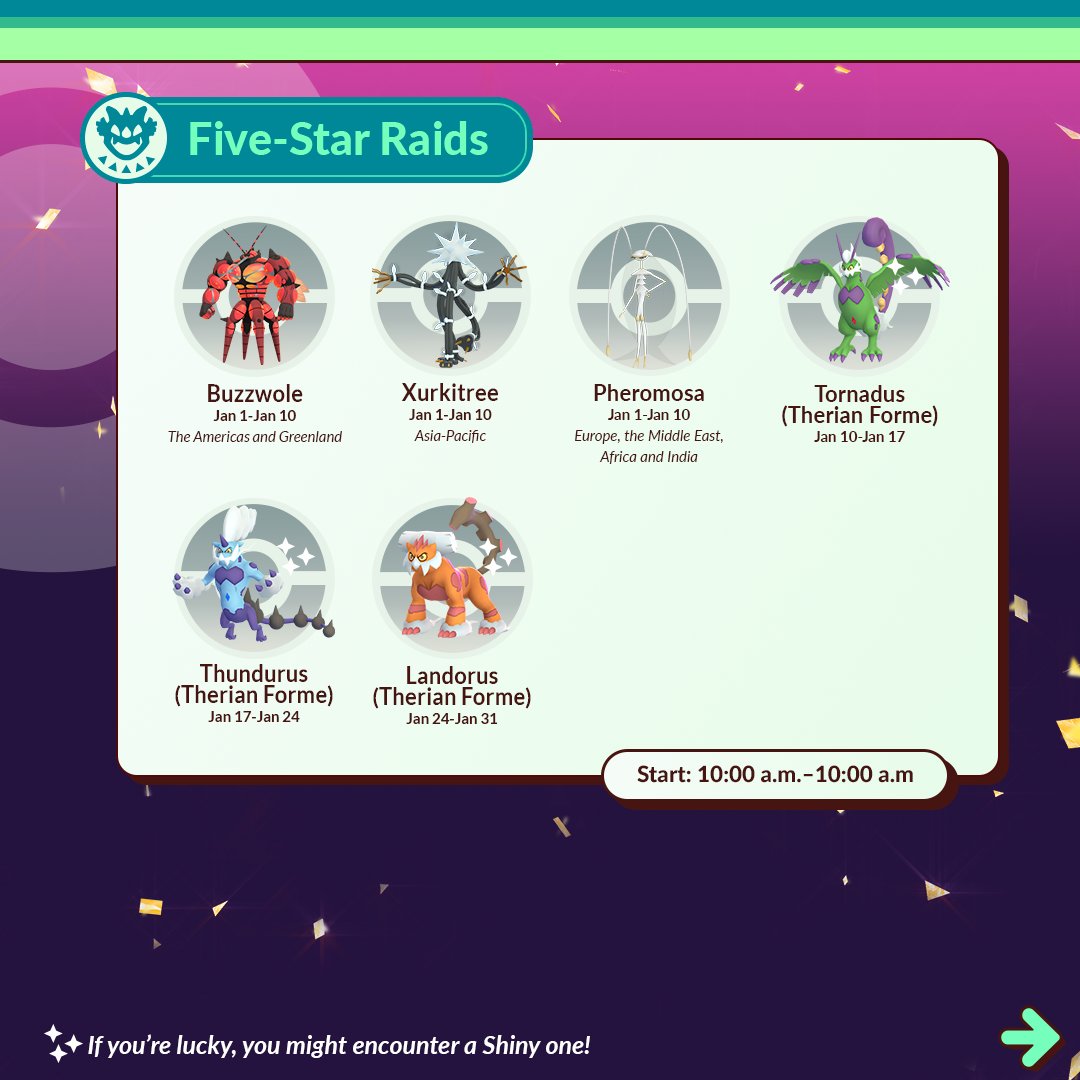 Five-Star Raids
Buzzwole
Jan 1-Jan 10
The Americas and Greenland
Xurkitree
Jan 1-Jan 10
Asia-Pacific
Pheromosa
Jan 1-Jan 10
Europe, the Middle East,
Africa and India
Tornadus
(Therian Forme)
Jan 10-Jan 17
Thundurus
(Therian Forme)
Jan 17-Jan 24
Landorus
(Therian Forme)
Jan 24-Jan 31
Start: 10:00 a.m.–10:00 a.m
If you’re lucky, you might encounter a Shiny one!